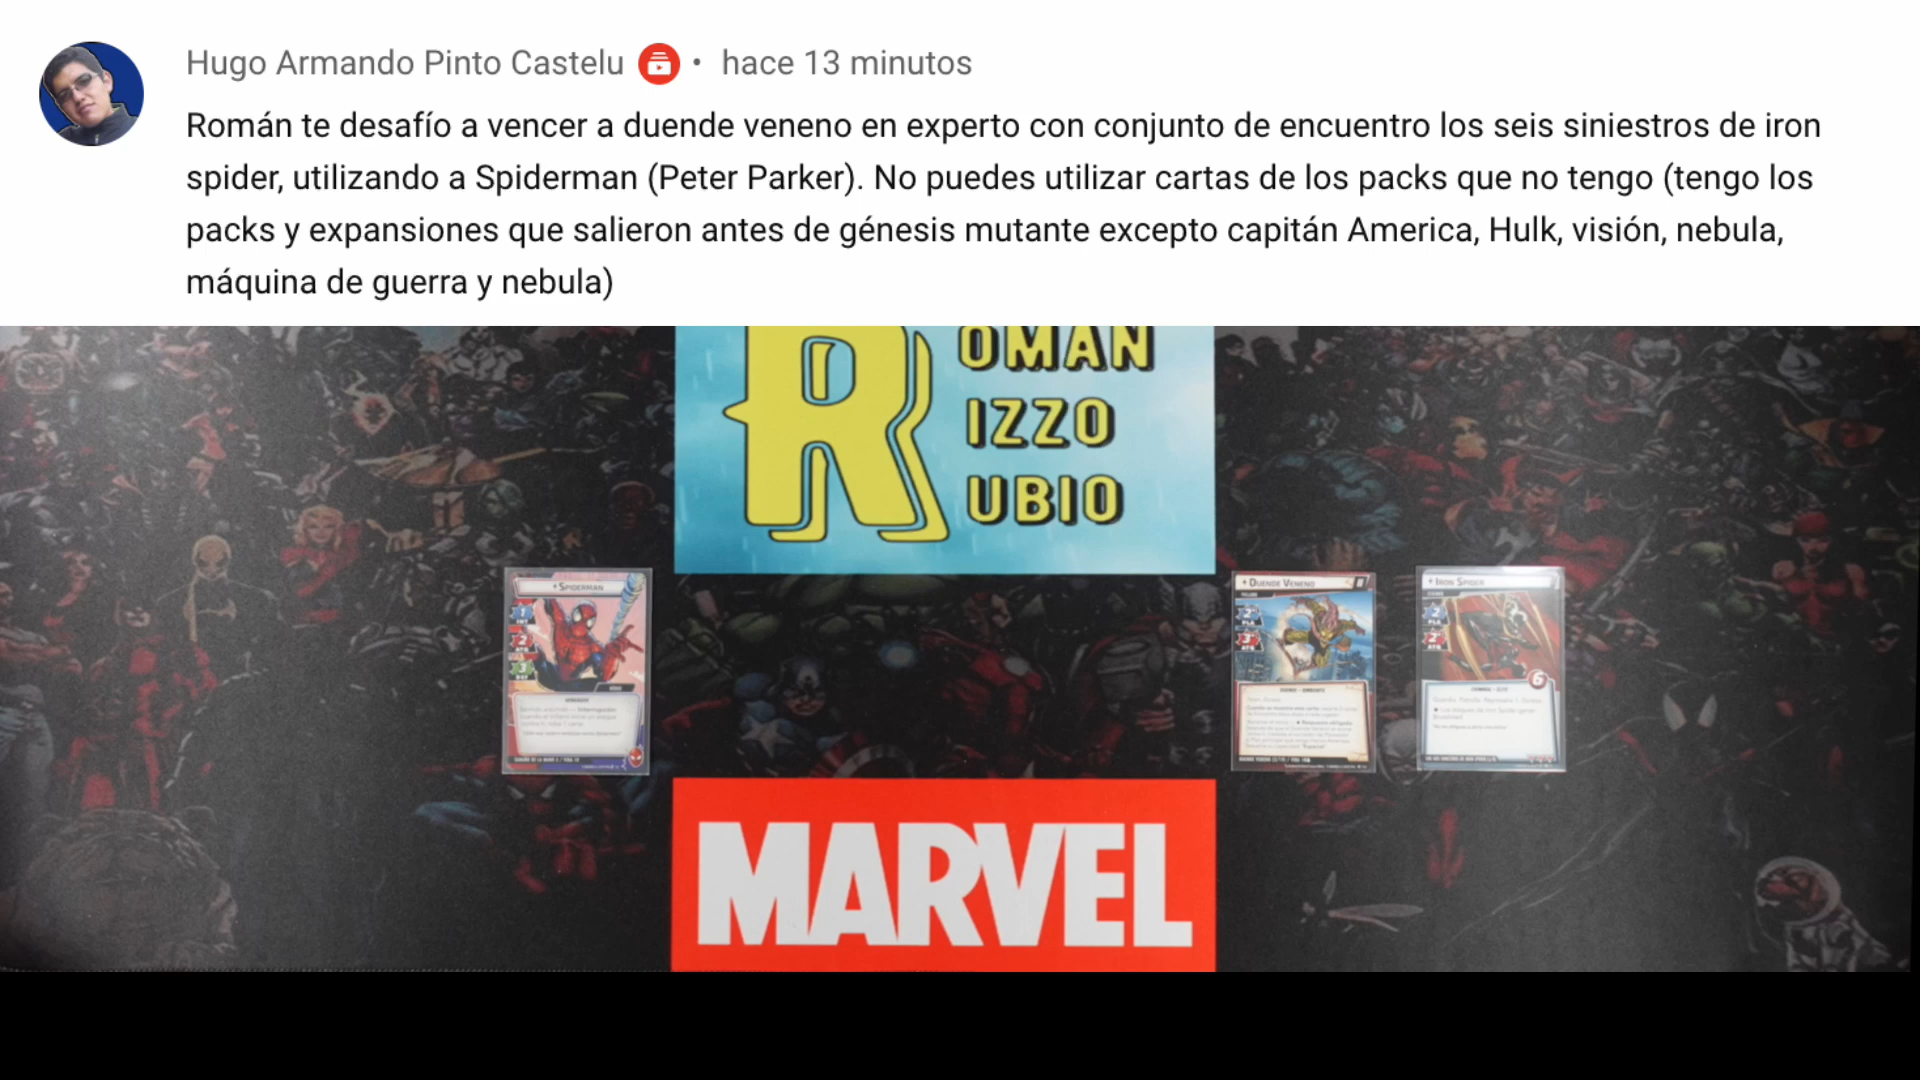 Hugo Armando Pinto Castelu • hace 13 minutos
Román te desafío a vencer a duende veneno en experto con conjunto de encuentro los seis siniestros de iron
spider, utilizando a Spiderman (Peter Parker). No puedes utilizar cartas de los packs que no tengo (tengo los
packs y expansiones que salieron antes de génesis mutante excepto capitán America, Hulk, visión, nebula,
máquina de guerra y nebula)
ROMAN
IZZO
UBIO
SPIDERMAN
DUENDE VENENO
IRON SPIDER
MARVEL